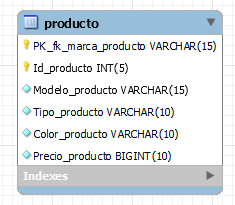 producto
PK_fk_marca_producto VARCHAR(15)
Id_producto INT(5)
Modelo_producto VARCHAR(15)
Tipo_producto VARCHAR(10)
Color_producto VARCHAR(10)
Precio_producto BIGINT(10)
Indexes